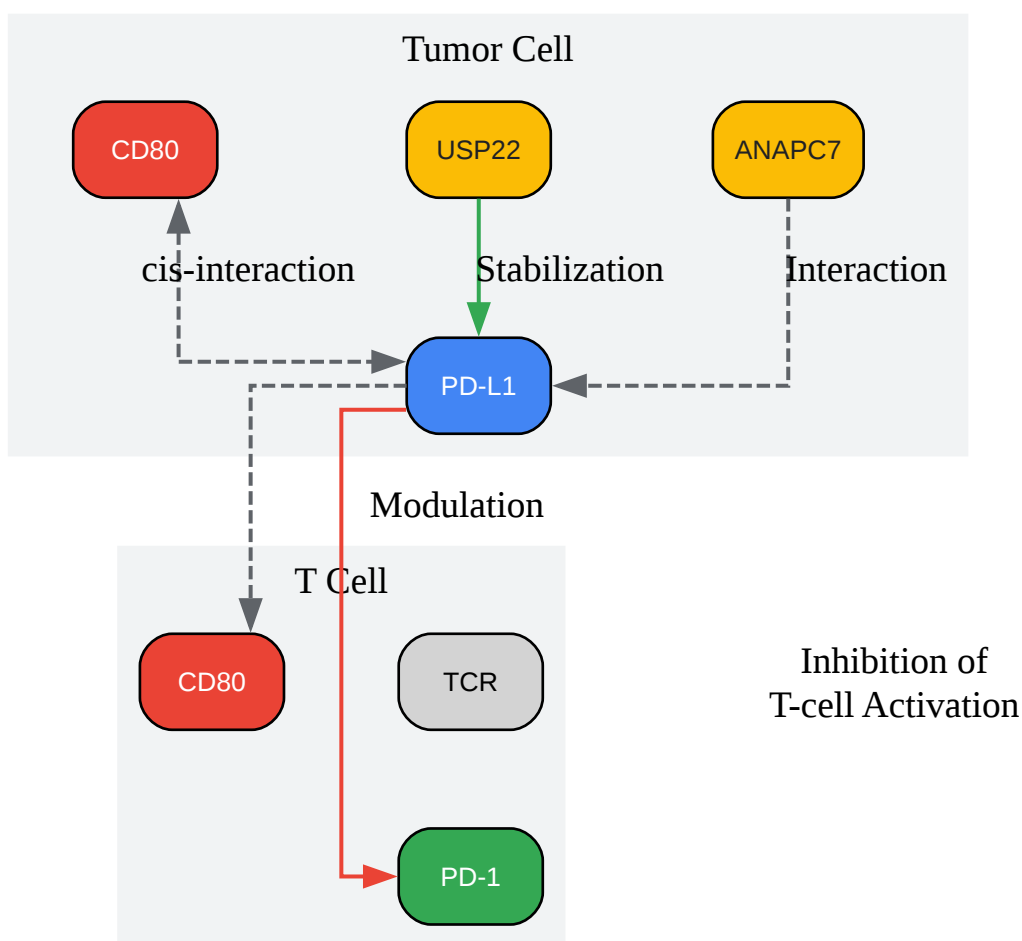 Tumor Cell
CD80
USP22
ANAPC7
cis-interaction
Stabilization
Interaction
PD-L1
Modulation
T Cell
CD80
TCR
Inhibition of
T-cell Activation
PD-1